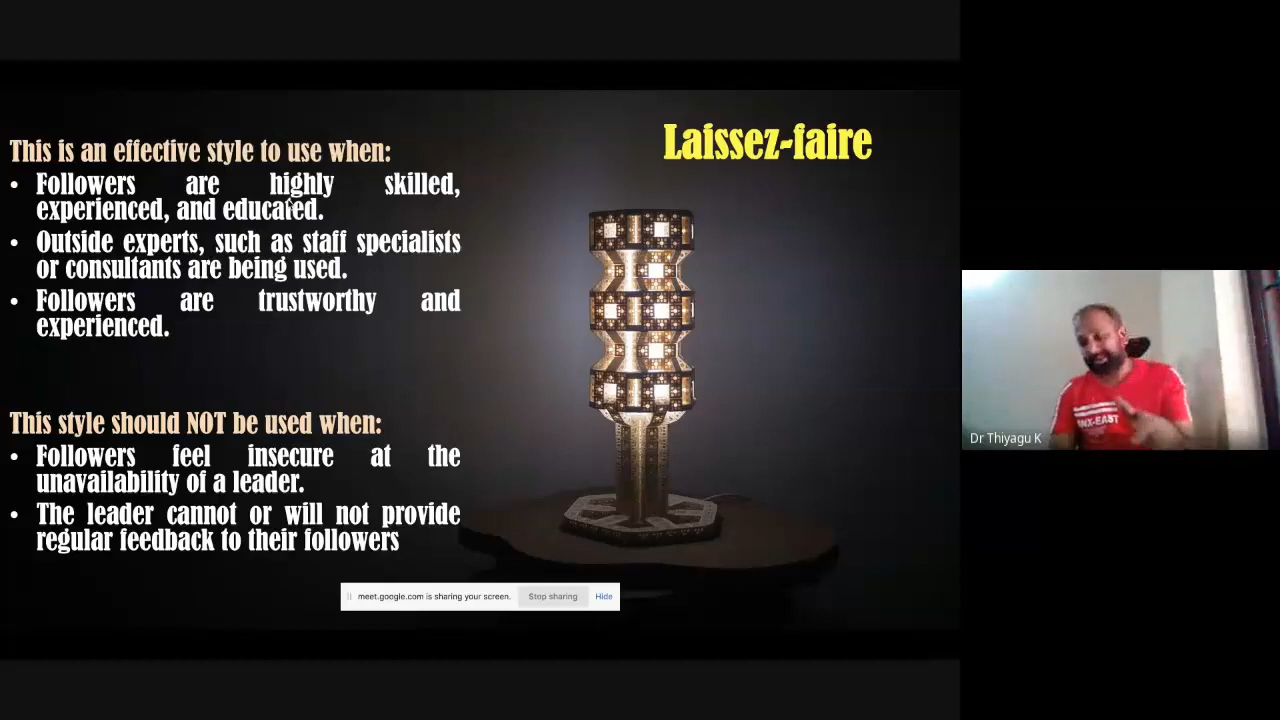 Laissez-faire
This is an effective style to use when:
• Followers are highly skilled,
experienced, and educated.
• Outside experts, such as staff specialists
or consultants are being used.
• Followers are trustworthy and
experienced.
This style should NOT be used when:
• Followers feel insecure at the
unavailability of a leader.
• The leader cannot or will not provide
regular feedback to their followers
meet.google.com is sharing your screen. Stop sharing Hide
Dr Thiyagu K